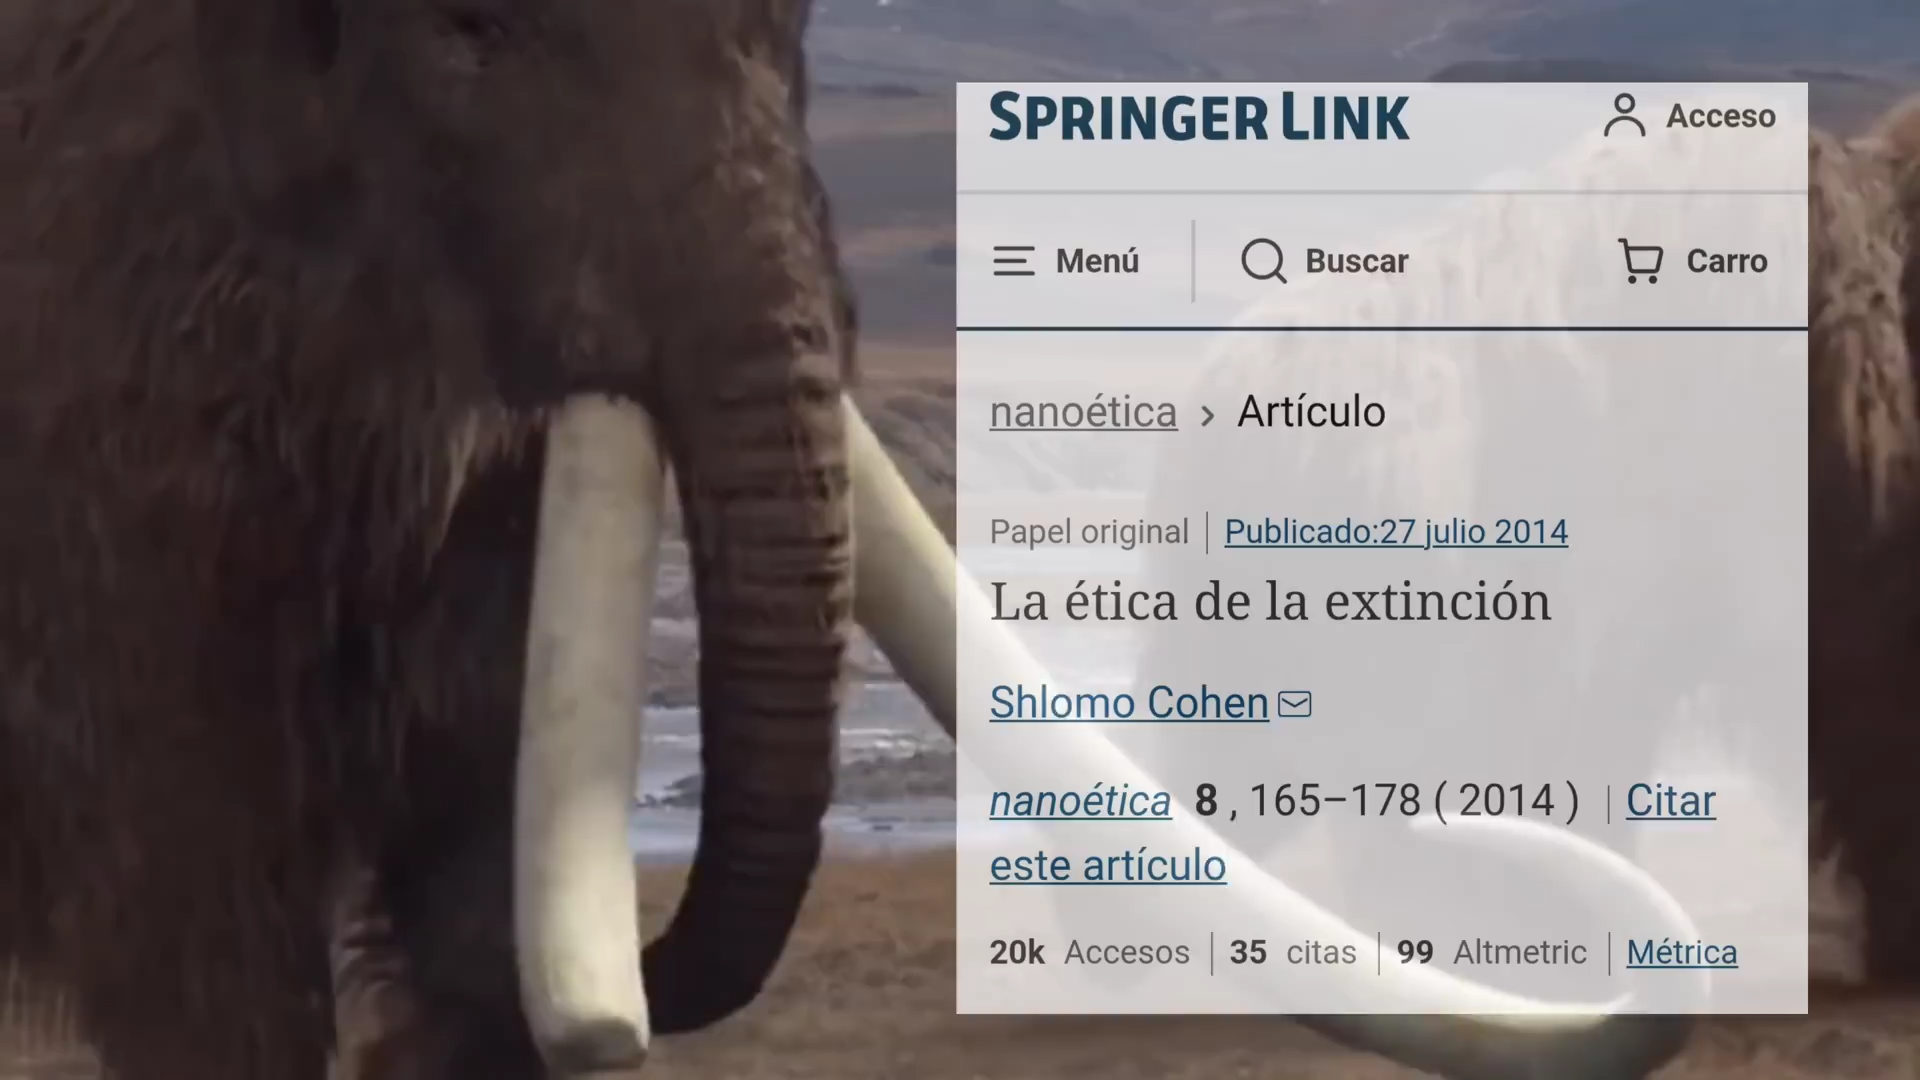 SPRINGER LINK
Acceso
Menú
Buscar
Carro
nanoética > Artículo
Papel original | Publicado:27 julio 2014
La ética de la extinción
Shlomo Cohen
nanoética 8 , 165–178 ( 2014 ) | Citar
este artículo
20k Accesos | 35 citas | 99 Altmetric | Métrica